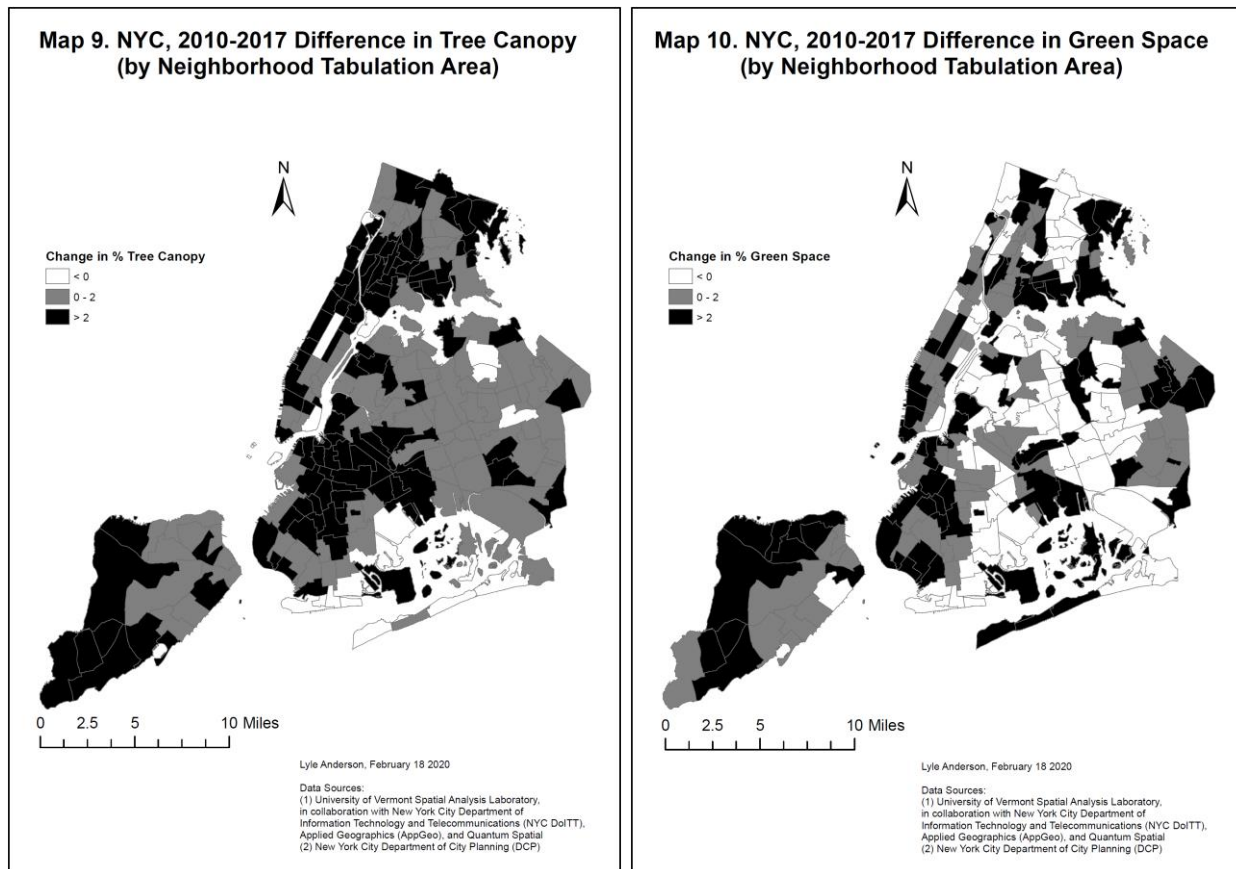 Map 9. NYC, 2010-2017 Difference in Tree Canopy
(by Neighborhood Tabulation Area)
N
Change in % Tree Canopy
< 0
0 - 2
> 2
0 2.5 5 10 Miles
Lyle Anderson, February 18 2020
Data Sources:
(1) University of Vermont Spatial Analysis Laboratory,
in collaboration with New York City Department of
Information Technology and Telecommunications (NYC DoITT),
Applied Geographics (AppGeo), and Quantum Spatial
(2) New York City Department of City Planning (DCP)
Map 10. NYC, 2010-2017 Difference in Green Space
(by Neighborhood Tabulation Area)
N
Change in % Green Space
< 0
0 - 2
> 2
0 2.5 5 10 Miles
Lyle Anderson, February 18 2020
Data Sources:
(1) University of Vermont Spatial Analysis Laboratory,
in collaboration with New York City Department of
Information Technology and Telecommunications (NYC DoITT),
Applied Geographics (AppGeo), and Quantum Spatial
(2) New York City Department of City Planning (DCP)